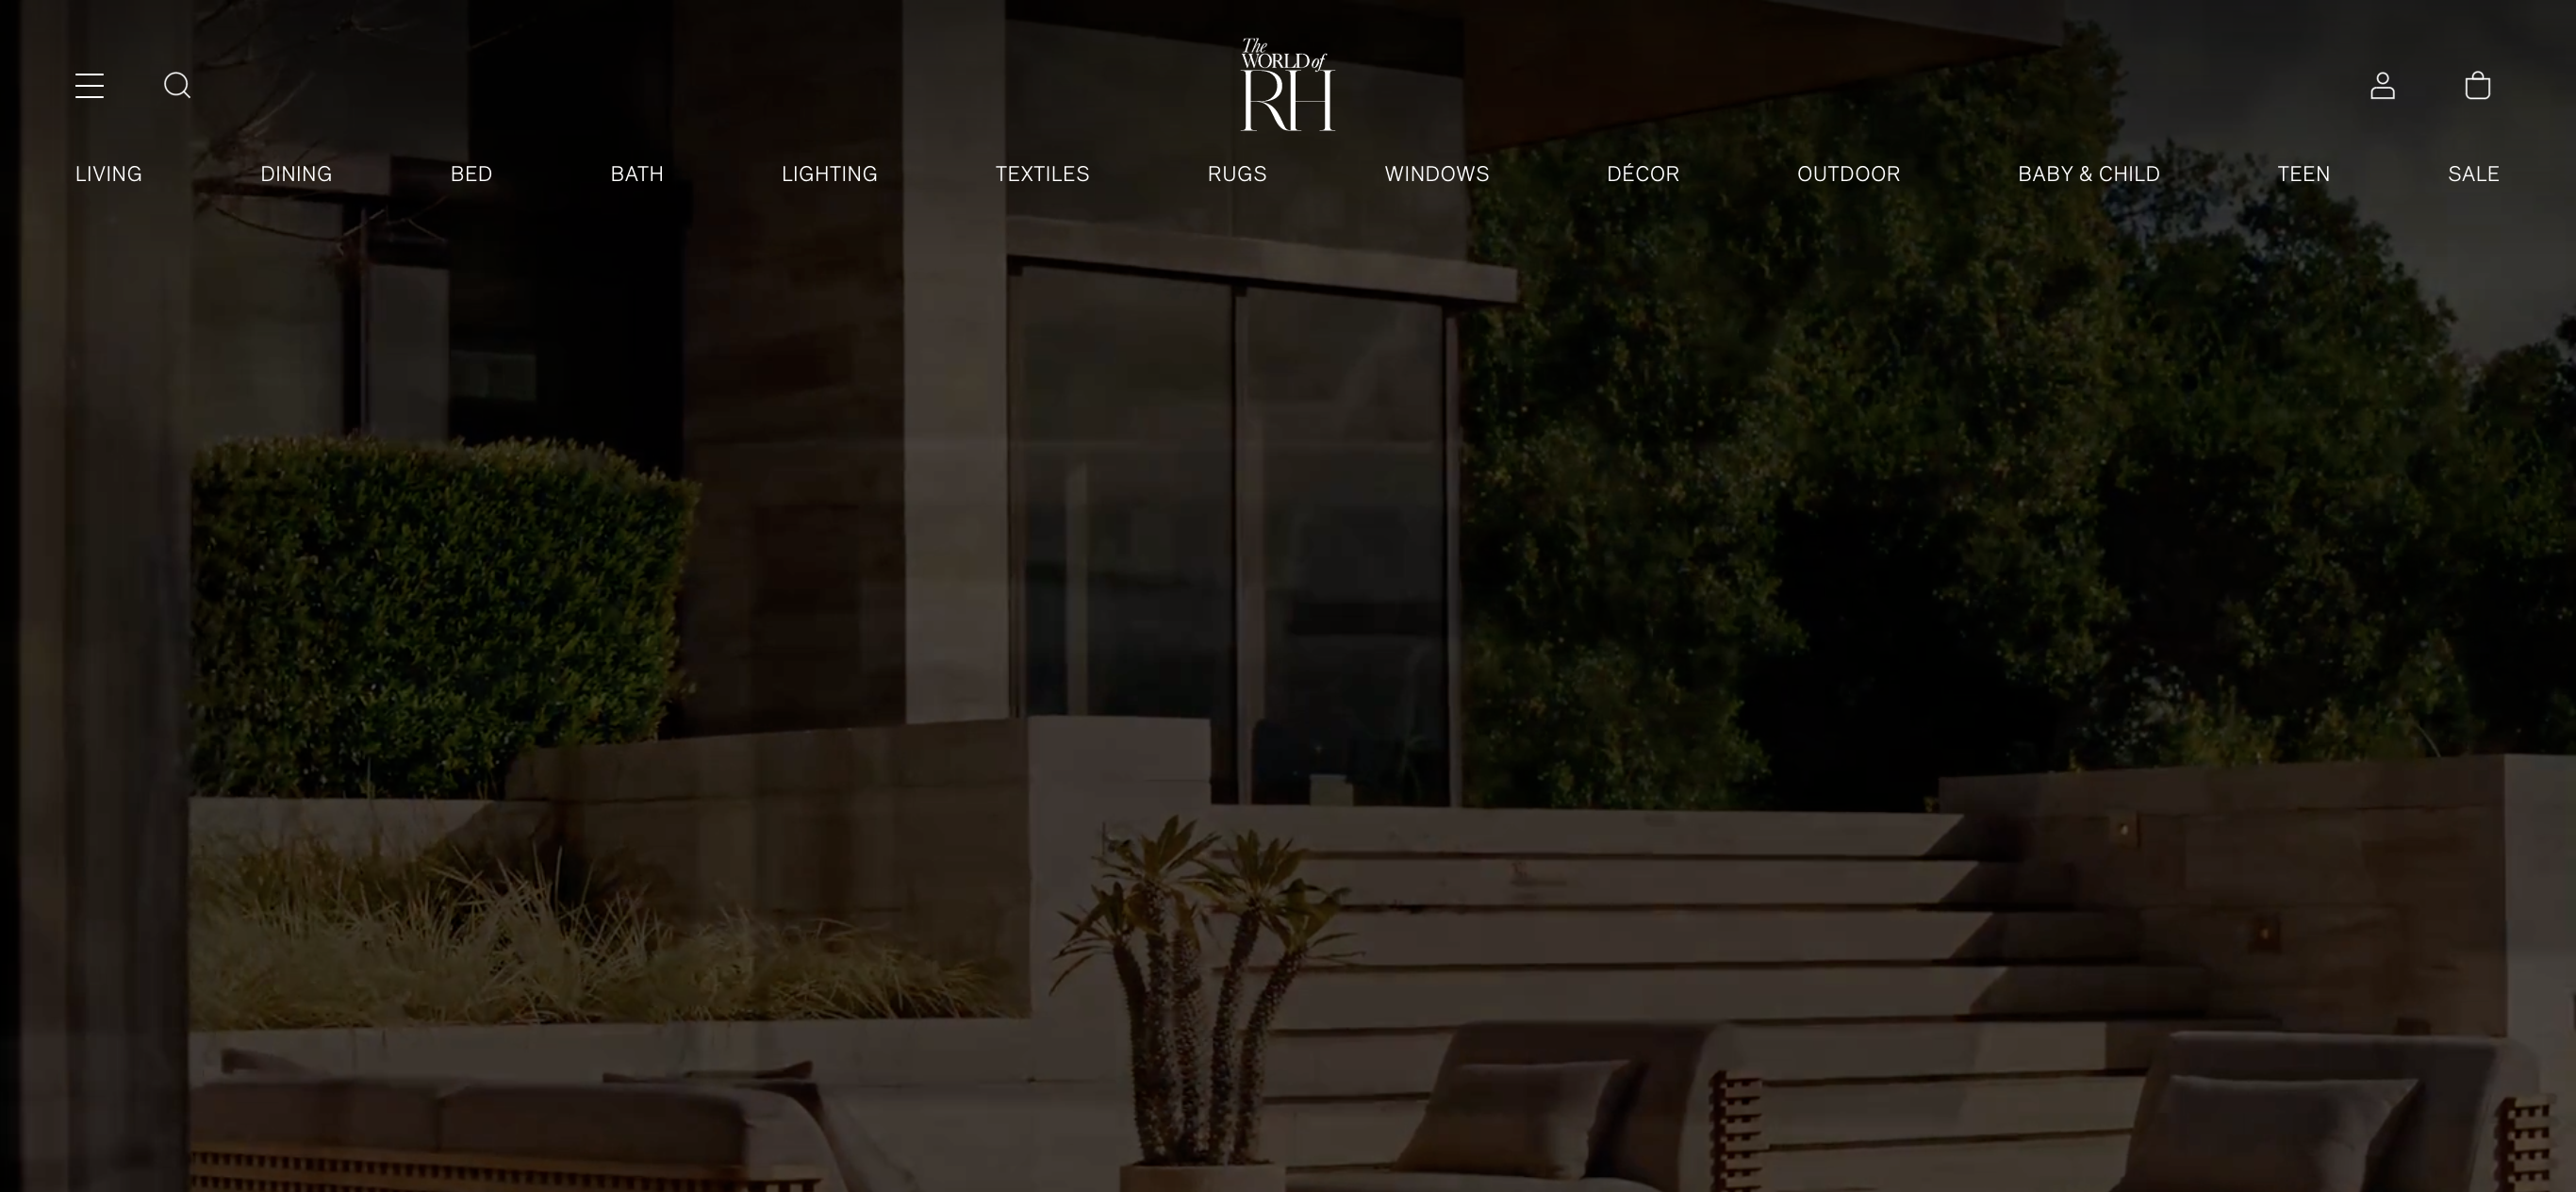 The
WORLD of
RH
LIVING DINING BED BATH LIGHTING TEXTILES RUGS WINDOWS DÉCOR OUTDOOR BABY & CHILD TEEN SALE